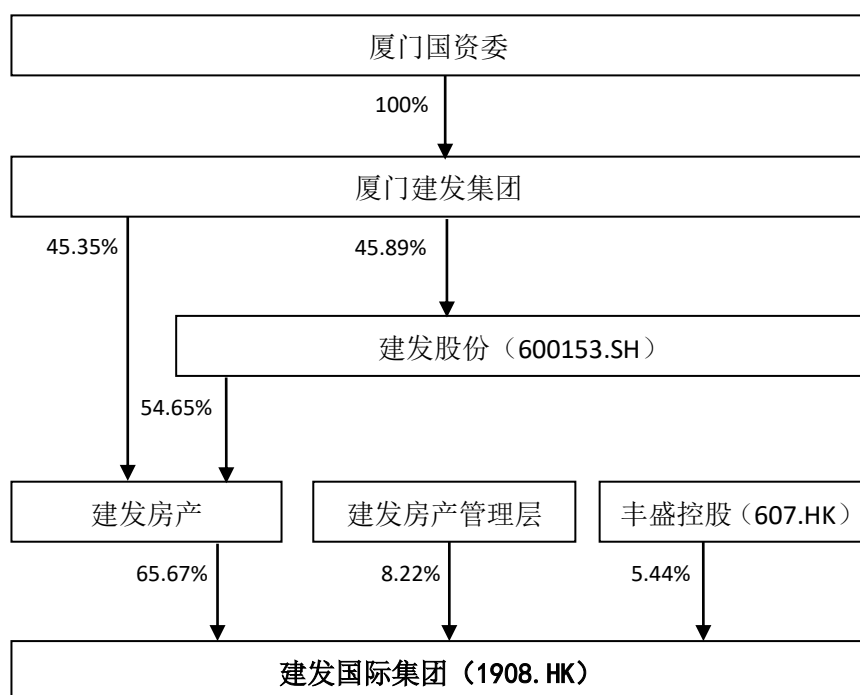 厦门国资委
100%
厦门建发集团
45.35%
45.89%
建发股份（600153.SH）
54.65%
建发房产
建发房产管理层
丰盛控股（607.HK）
65.67%
8.22%
5.44%
建发国际集团（1908.HK）